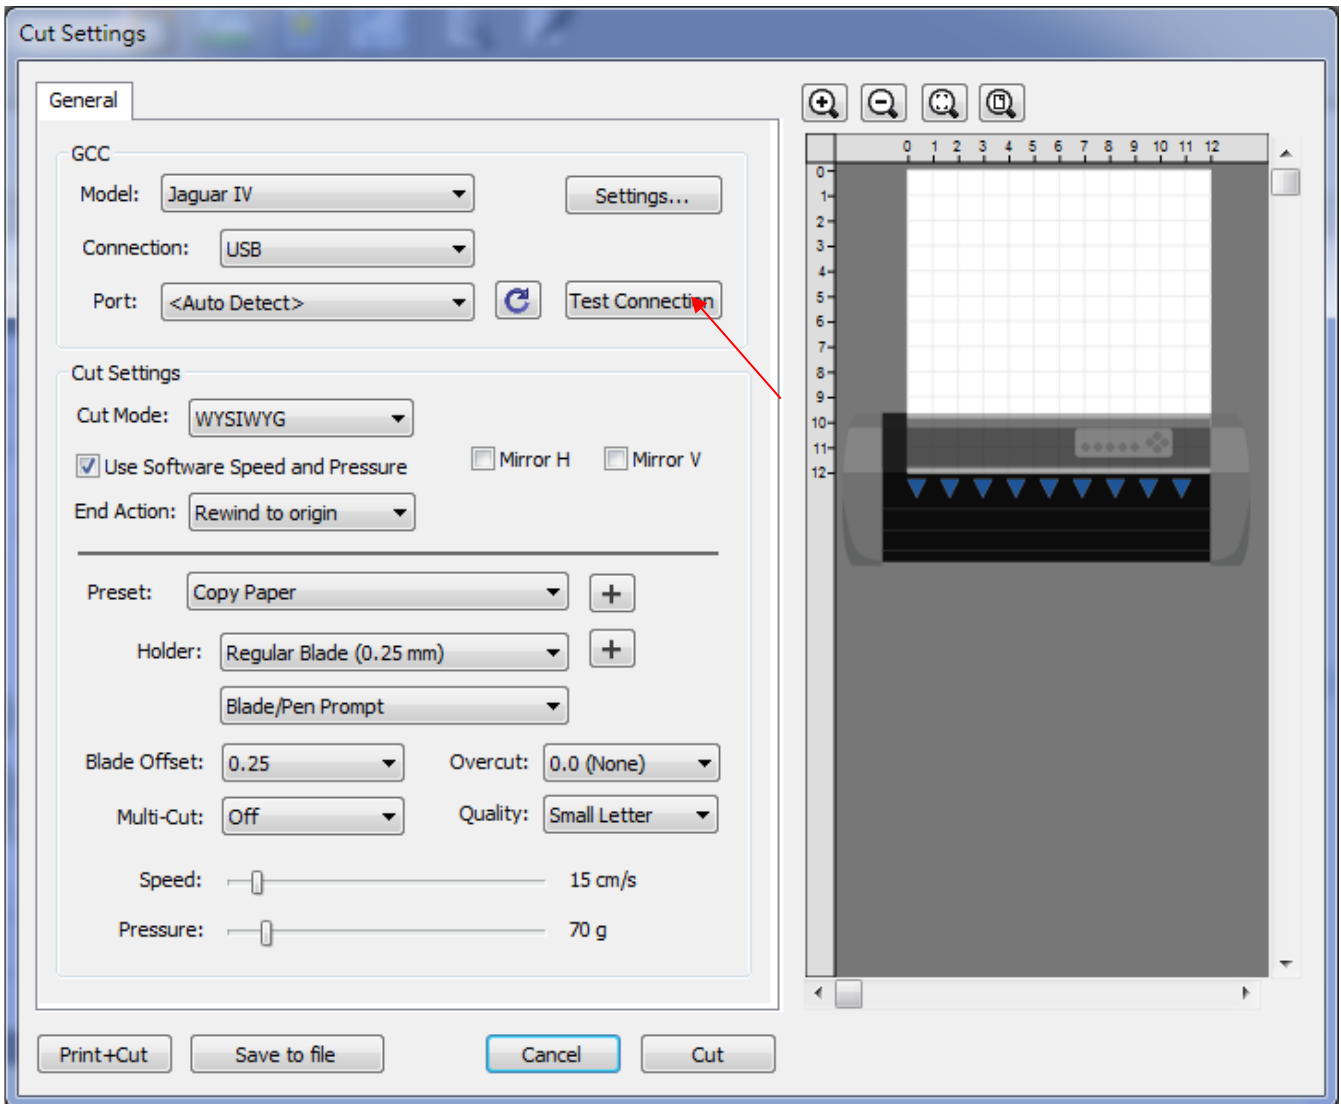 Cut Settings
General
GCC
Model: Jaguar IV Settings...
Connection: USB
Port: <Auto Detect> Test Connection
Cut Settings
Cut Mode: WYSIWYG
Use Software Speed and Pressure Mirror H Mirror V
End Action: Rewind to origin
Preset: Copy Paper +
Holder: Regular Blade (0.25 mm) +
Blade/Pen Prompt
Blade Offset: 0.25 Overcut: 0.0 (None)
Multi-Cut: Off Quality: Small Letter
Speed: 15 cm/s
Pressure: 70 g
Print+Cut Save to file Cancel Cut
0 1 2 3 4 5 6 7 8 9 10 11 12
0
1
2
3
4
5
6
7
8
9
10
11
12